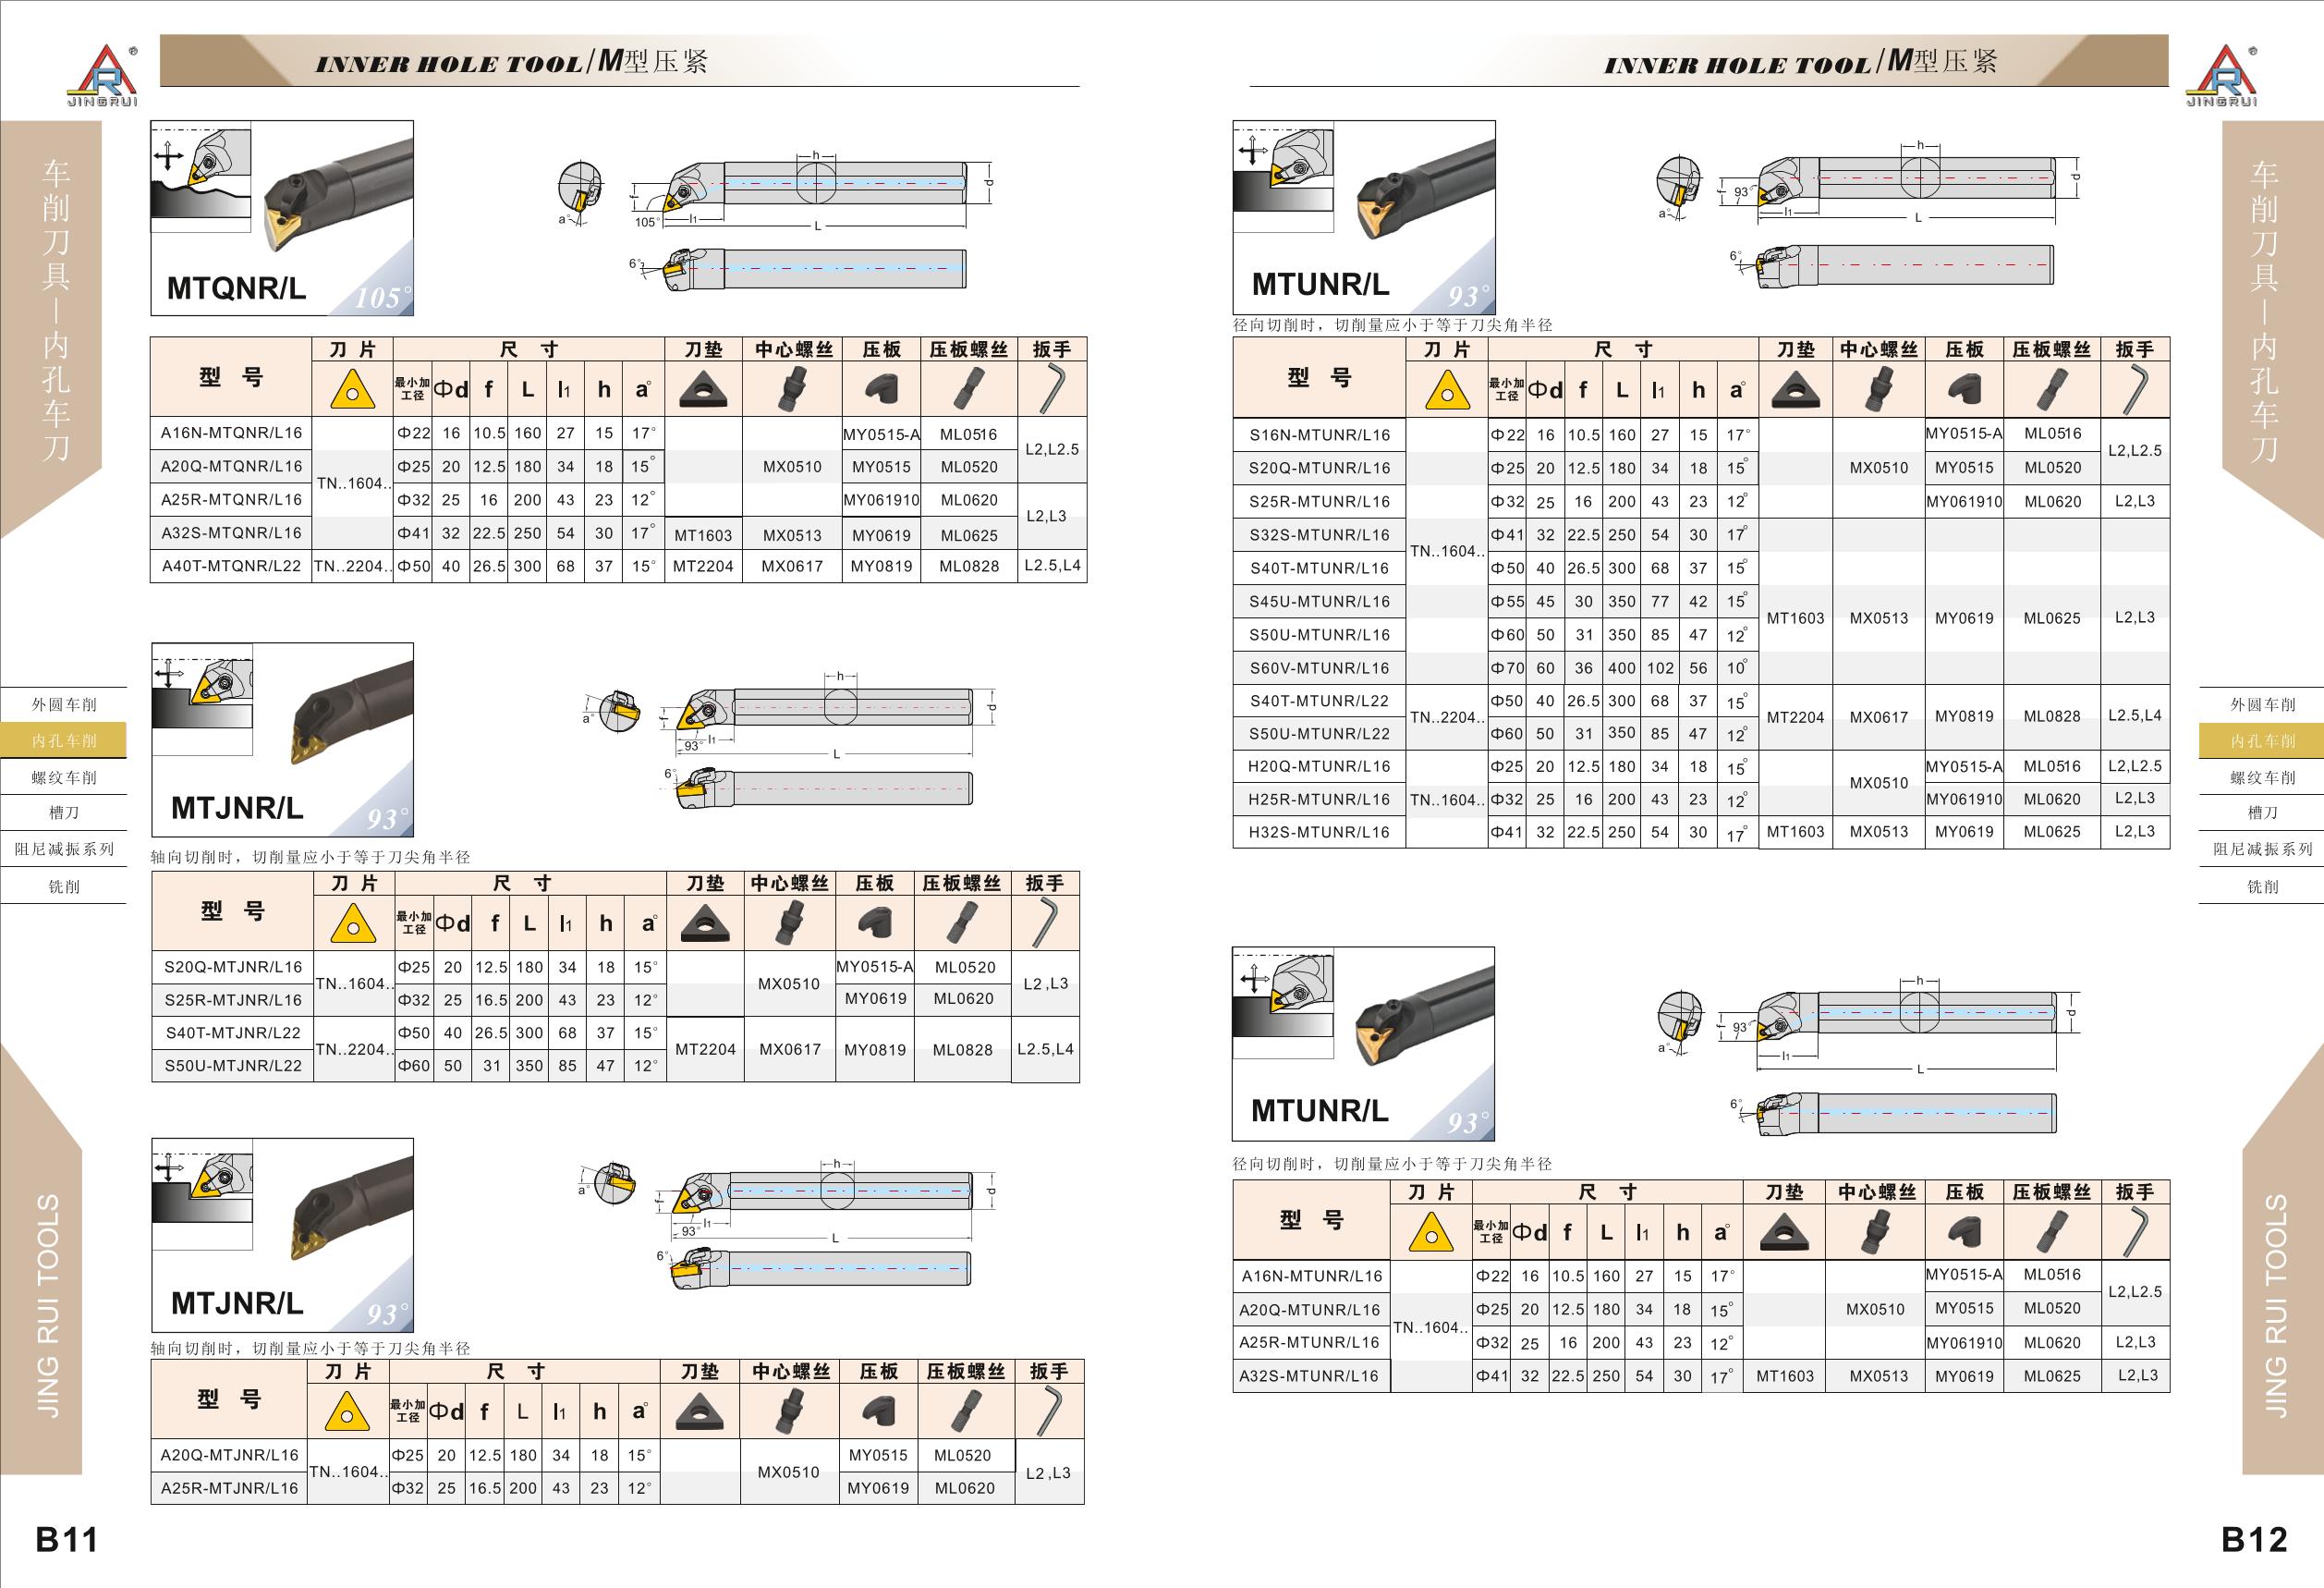 INNER HOLE TOOL/M型压紧
JINGRUI
车削刀具—内孔车刀
外圆车削
内孔车削
螺纹车削
槽刀
阻尼减振系列
铣削
JING RUI TOOLS
B11
h
d
f
a°
105°
l1
L
6°
MTQNR/L
105°
型 号 刀 片 尺 寸 刀垫 中心螺丝 压板 压板螺丝 扳手
最小加工径 Φd f L l1 h a°
A16N-MTQNR/L16 TN..1604.. Φ22 16 10.5 160 27 15 17° MX0510 MY0515-A ML0516 L2,L2.5
A20Q-MTQNR/L16 Φ25 20 12.5 180 34 18 15° MY0515 ML0520
A25R-MTQNR/L16 Φ32 25 16 200 43 23 12° MY061910 ML0620 L2,L3
A32S-MTQNR/L16 Φ41 32 22.5 250 54 30 17° MT1603 MX0513 MY0619 ML0625
A40T-MTQNR/L22 TN..2204.. Φ50 40 26.5 300 68 37 15° MT2204 MX0617 MY0819 ML0828 L2.5,L4
h
d
f
a°
93°
l1
L
6°
MTJNR/L
93°
轴向切削时，切削量应小于等于刀尖角半径
型 号 刀 片 尺 寸 刀垫 中心螺丝 压板 压板螺丝 扳手
最小加工径 Φd f L l1 h a°
S20Q-MTJNR/L16 TN..1604.. Φ25 20 12.5 180 34 18 15° MX0510 MY0515-A ML0520 L2 ,L3
S25R-MTJNR/L16 Φ32 25 16.5 200 43 23 12° MY0619 ML0620
S40T-MTJNR/L22 TN..2204.. Φ50 40 26.5 300 68 37 15° MT2204 MX0617 MY0819 ML0828 L2.5,L4
S50U-MTJNR/L22 Φ60 50 31 350 85 47 12°
h
d
f
a°
93°
l1
L
6°
MTJNR/L
93°
轴向切削时，切削量应小于等于刀尖角半径
型 号 刀 片 尺 寸 刀垫 中心螺丝 压板 压板螺丝 扳手
最小加工径 Φd f L l1 h a°
A20Q-MTJNR/L16 TN..1604.. Φ25 20 12.5 180 34 18 15° MX0510 MY0515 ML0520 L2 ,L3
A25R-MTJNR/L16 Φ32 25 16.5 200 43 23 12° MY0619 ML0620
INNER HOLE TOOL/M型压紧
JINGRUI
车削刀具—内孔车刀
外圆车削
内孔车削
螺纹车削
槽刀
阻尼减振系列
铣削
JING RUI TOOLS
B12
h
d
f
a°
93°
l1
L
6°
MTUNR/L
93°
径向切削时，切削量应小于等于刀尖角半径
型 号 刀 片 尺 寸 刀垫 中心螺丝 压板 压板螺丝 扳手
最小加工径 Φd f L l1 h a°
S16N-MTUNR/L16 TN..1604.. Φ22 16 10.5 160 27 15 17° MX0510 MY0515-A ML0516 L2,L2.5
S20Q-MTUNR/L16 Φ25 20 12.5 180 34 18 15° MY0515 ML0520
S25R-MTUNR/L16 Φ32 25 16 200 43 23 12° MY061910 ML0620 L2,L3
S32S-MTUNR/L16 Φ41 32 22.5 250 54 30 17° MT1603 MX0513 MY0619 ML0625 L2,L3
S40T-MTUNR/L16 Φ50 40 26.5 300 68 37 15°
S45U-MTUNR/L16 Φ55 45 30 350 77 42 15°
S50U-MTUNR/L16 Φ60 50 31 350 85 47 12°
S60V-MTUNR/L16 Φ70 60 36 400 102 56 10°
S40T-MTUNR/L22 TN..2204.. Φ50 40 26.5 300 68 37 15° MT2204 MX0617 MY0819 ML0828 L2.5,L4
S50U-MTUNR/L22 Φ60 50 31 350 85 47 12°
H20Q-MTUNR/L16 TN..1604.. Φ25 20 12.5 180 34 18 15° MX0510 MY0515-A ML0516 L2,L2.5
H25R-MTUNR/L16 Φ32 25 16 200 43 23 12° MY061910 ML0620 L2,L3
H32S-MTUNR/L16 Φ41 32 22.5 250 54 30 17° MT1603 MX0513 MY0619 ML0625 L2,L3
h
d
f
a°
93°
l1
L
6°
MTUNR/L
93°
径向切削时，切削量应小于等于刀尖角半径
型 号 刀 片 尺 寸 刀垫 中心螺丝 压板 压板螺丝 扳手
最小加工径 Φd f L l1 h a°
A16N-MTUNR/L16 TN..1604.. Φ22 16 10.5 160 27 15 17° MX0510 MY0515-A ML0516 L2,L2.5
A20Q-MTUNR/L16 Φ25 20 12.5 180 34 18 15° MY0515 ML0520
A25R-MTUNR/L16 Φ32 25 16 200 43 23 12° MY061910 ML0620 L2,L3
A32S-MTUNR/L16 Φ41 32 22.5 250 54 30 17° MT1603 MX0513 MY0619 ML0625 L2,L3